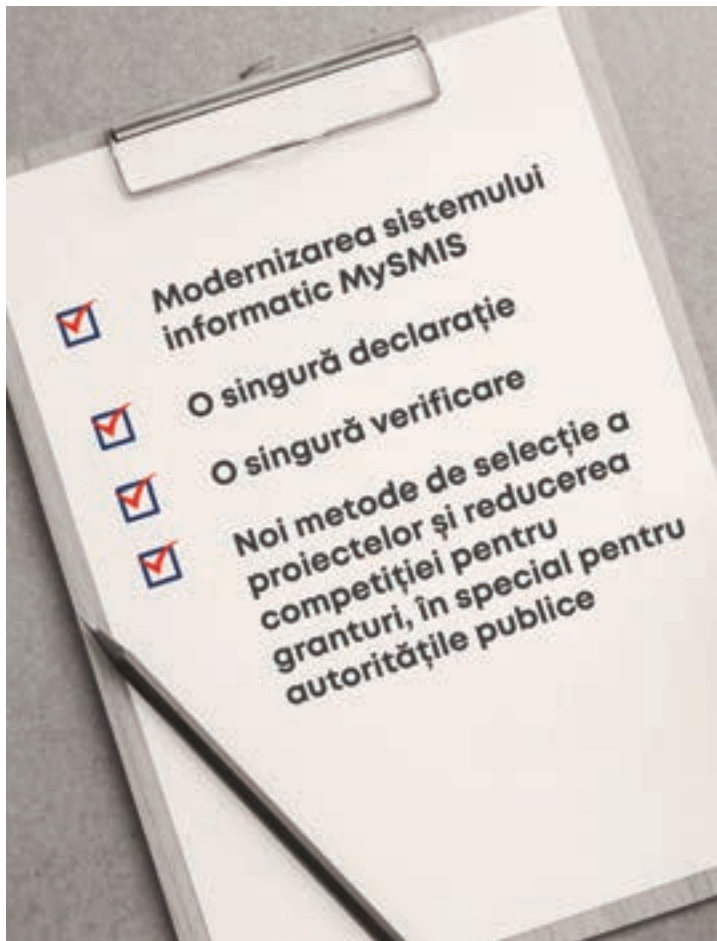 Modernizarea sistemului
informatic MySMIS
O singură declarație
O singură verificare
Noi metode de selecție a
proiectelor și reducerea
competiției pentru
granturi, în special pentru
autoritățile publice